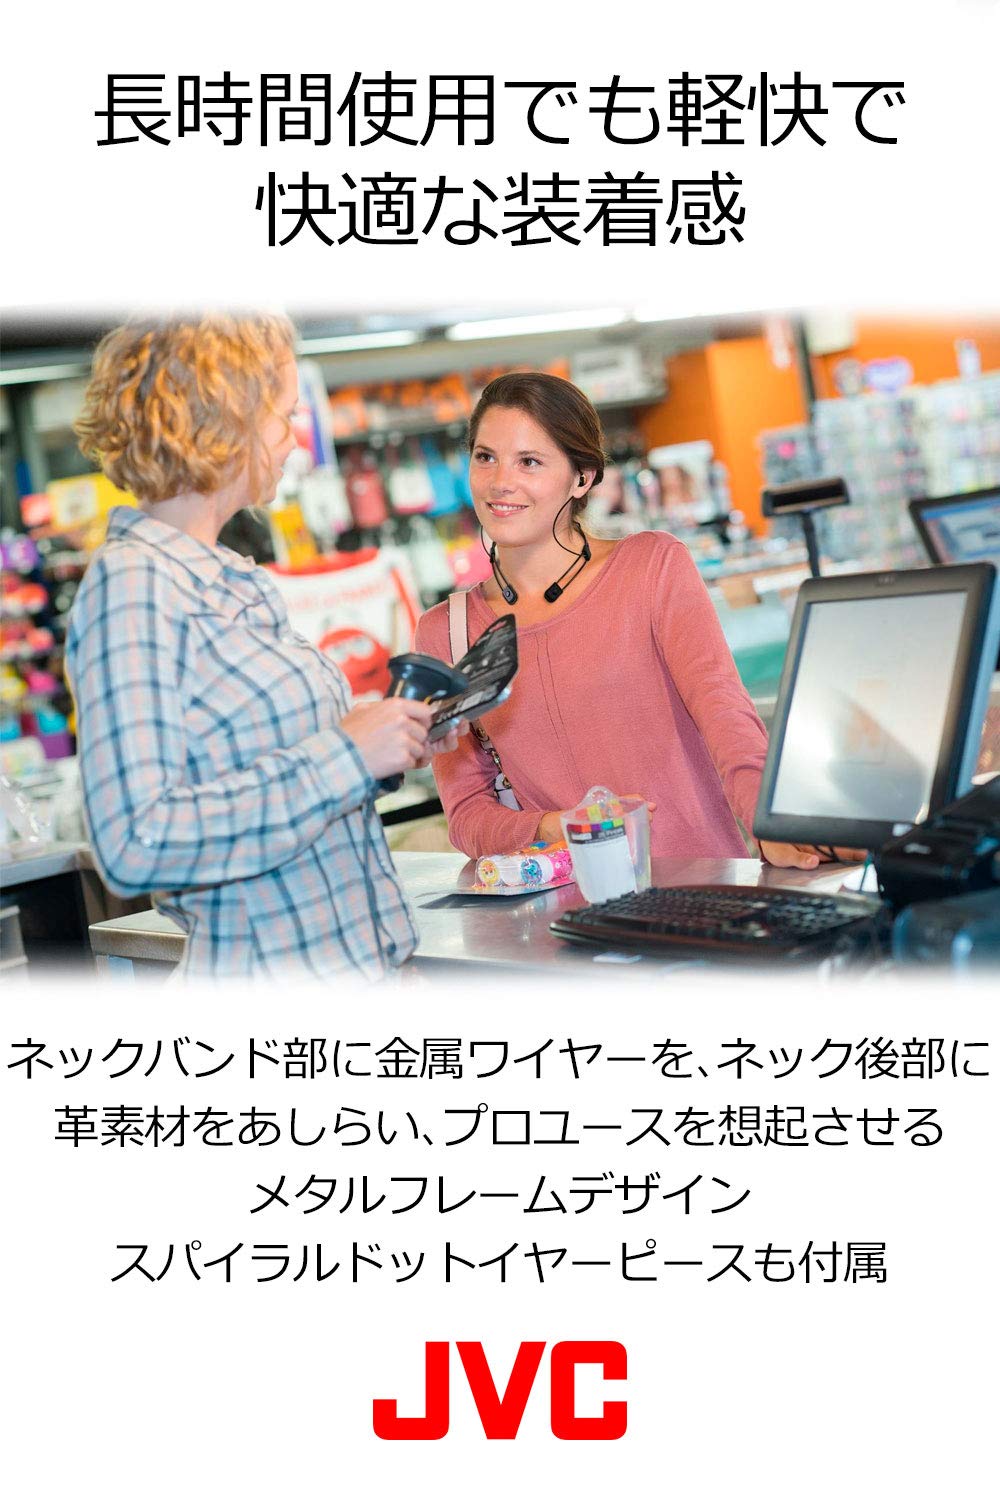 長時間使用でも軽快で
快適な装着感
ネックバンド部に金属ワイヤーを、ネック後部に
革素材をあしらい、プロユースを想起させる
メタルフレームデザイン
スパイラルドットイヤーピースも付属
JVC